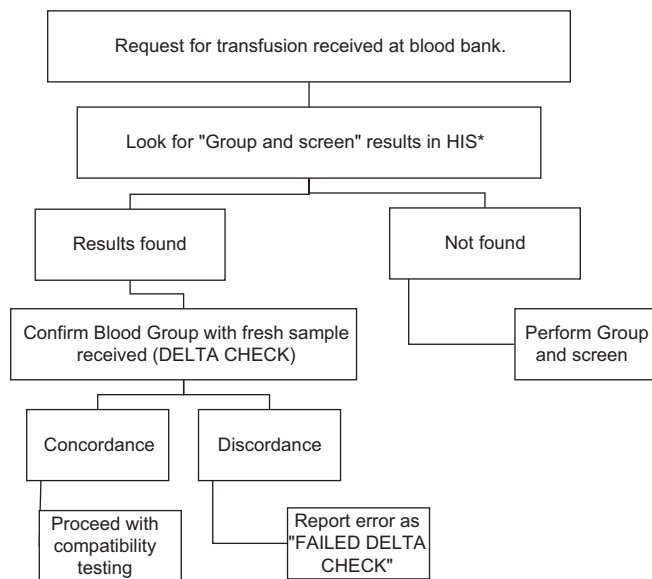 Request for transfusion received at blood bank.
Look for "Group and screen" results in HIS*
Results found
Not found
Confirm Blood Group with fresh sample
received (DELTA CHECK)
Perform Group
and screen
Concordance
Discordance
Proceed with
compatibility
testing
Report error as
"FAILED DELTA
CHECK"